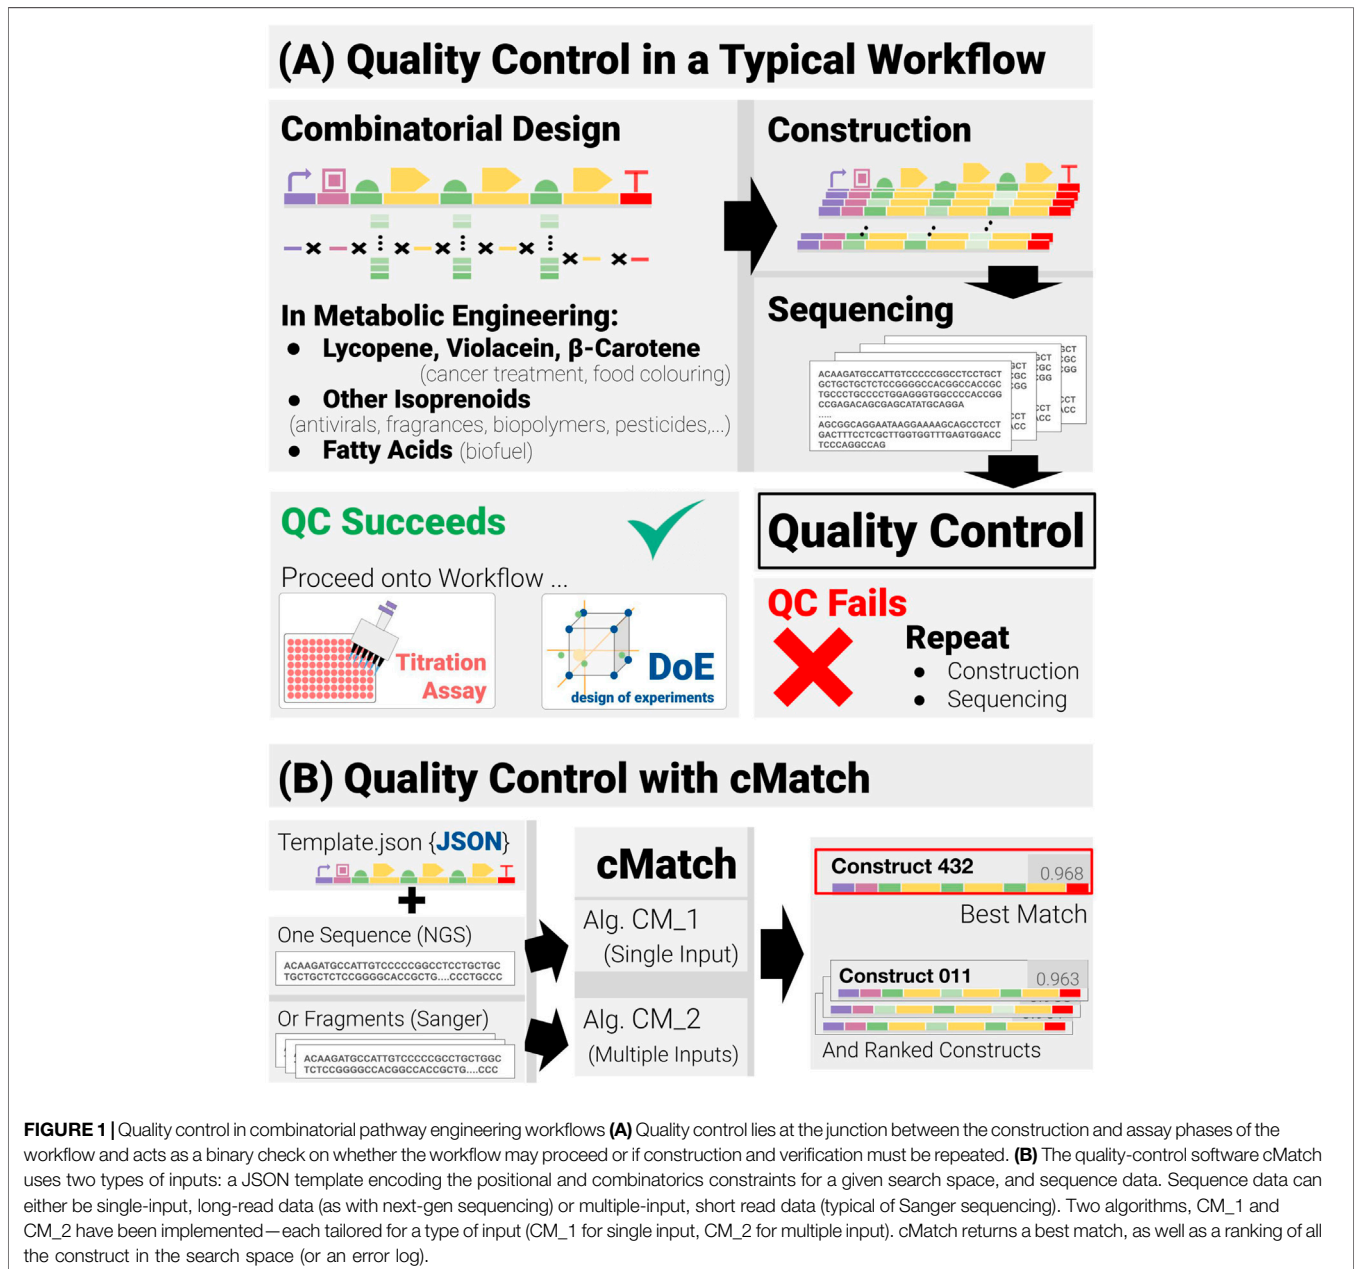 (A) Quality Control in a Typical Workflow
Combinatorial Design
In Metabolic Engineering:
● Lycopene, Violacein, β-Carotene
(cancer treatment, food colouring)
● Other Isoprenoids
(antivirals, fragrances, biopolymers, pesticides,...)
● Fatty Acids (biofuel)
Construction
Sequencing
GCT
CGC
CGG
CCT
ACC
ACAAGATGCCATTGTCCCCCGGCCTCCTGCT
GCTGCTGCTCTCCGGGGCCACGGCCACCGC
TGCCCTGCCCCTGGAGGGTGGCCCCACCGG
CCGAGACAGCGAGCATATGCAGGA
.....
AGCGGCAGGAATAAGGAAAAGCAGCCTCCT
GACTTTCCTCGCTTGGTGGTTTGAGTGGACC
TCCCAGGCCAG
Quality Control
QC Succeeds
Proceed onto Workflow ...
Titration
Assay
DoE
design of experiments
QC Fails
Repeat
● Construction
● Sequencing
(B) Quality Control with cMatch
Template.json {JSON}
+
One Sequence (NGS)
ACAAGATGCCATTGTCCCCCGGCCTCCTGCTGC
TGCTGCTCTCCGGGGCACCGCTG....CCCTGCCC
Or Fragments (Sanger)
ACAAGATGCCATTGTCCCCCGCCTGCTGGC
TCTCCGGGGCCACGGCCACCGCTG....CCC
cMatch
Alg. CM_1
(Single Input)
Alg. CM_2
(Multiple Inputs)
Construct 432
0.968
Best Match
Construct 011
0.963
And Ranked Constructs
FIGURE 1 | Quality control in combinatorial pathway engineering workflows (A) Quality control lies at the junction between the construction and assay phases of the
workflow and acts as a binary check on whether the workflow may proceed or if construction and verification must be repeated. (B) The quality-control software cMatch
uses two types of inputs: a JSON template encoding the positional and combinatorics constraints for a given search space, and sequence data. Sequence data can
either be single-input, long-read data (as with next-gen sequencing) or multiple-input, short read data (typical of Sanger sequencing). Two algorithms, CM_1 and
CM_2 have been implemented—each tailored for a type of input (CM_1 for single input, CM_2 for multiple input). cMatch returns a best match, as well as a ranking of all
the construct in the search space (or an error log).